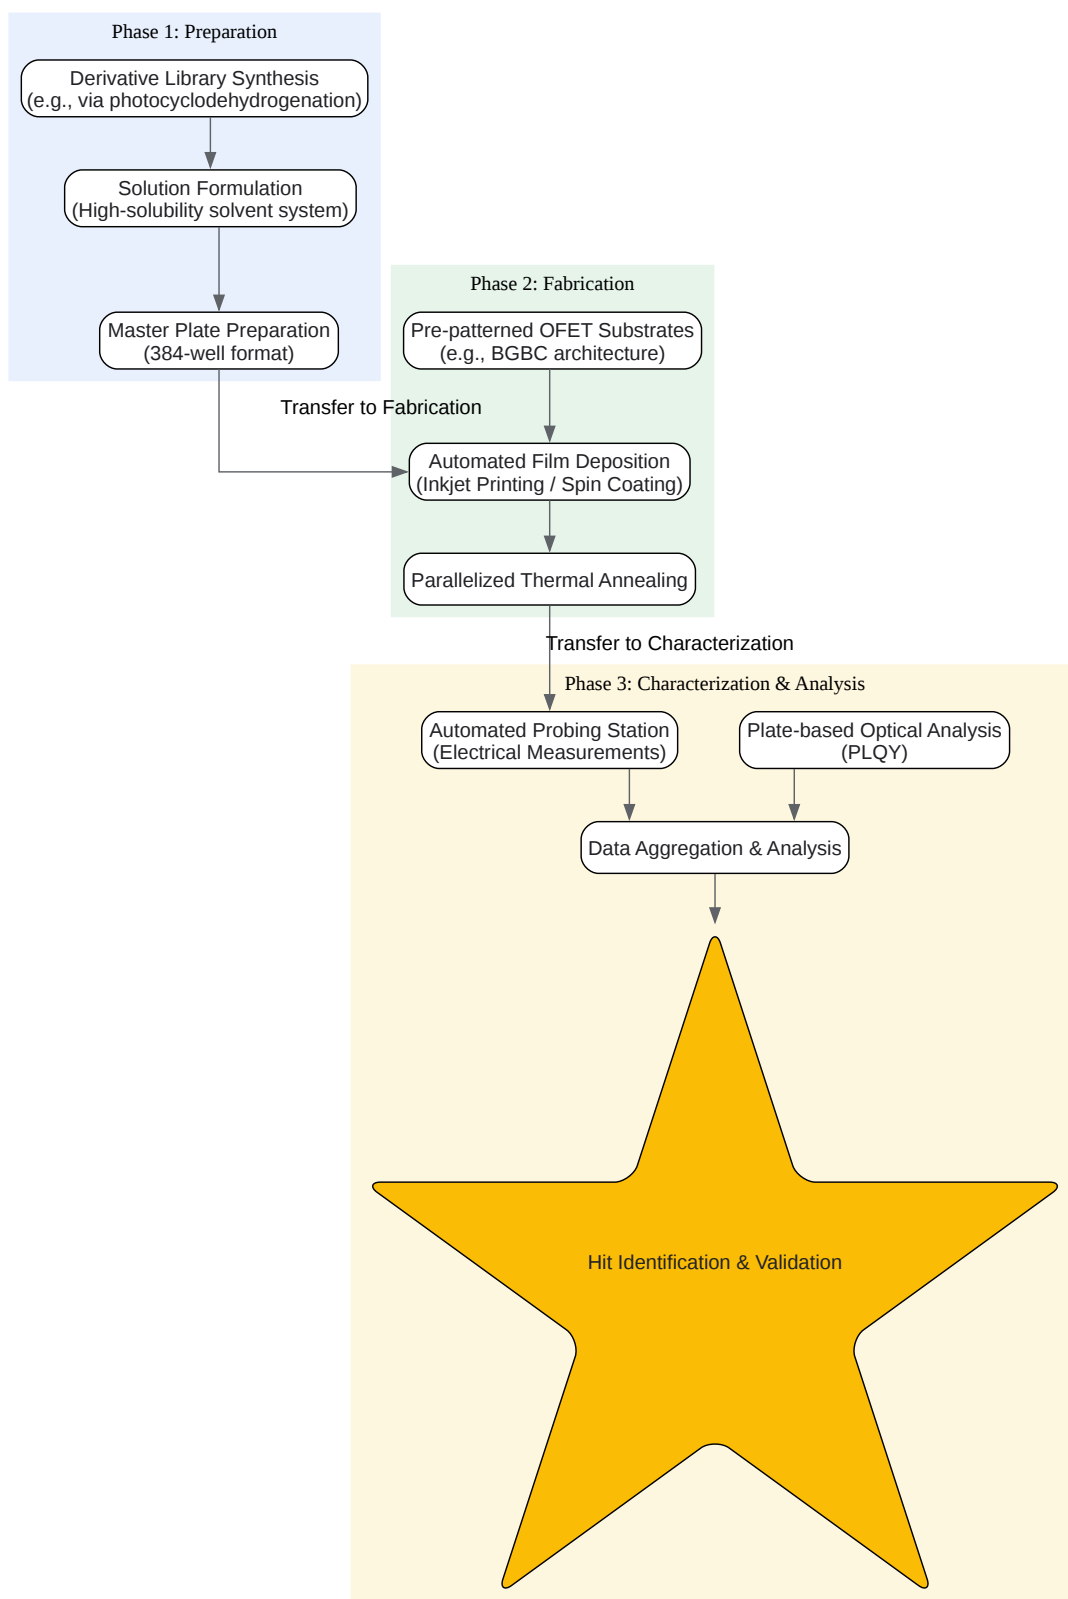 Phase 1: Preparation
Derivative Library Synthesis
(e.g., via photocyclodehydrogenation)
Solution Formulation
(High-solubility solvent system)
Master Plate Preparation
(384-well format)
Phase 2: Fabrication
Pre-patterned OFET Substrates
(e.g., BGBC architecture)
Transfer to Fabrication
Automated Film Deposition
(Inkjet Printing / Spin Coating)
Parallelized Thermal Annealing
Transfer to Characterization
Phase 3: Characterization & Analysis
Automated Probing Station
(Electrical Measurements)
Plate-based Optical Analysis
(PLQY)
Data Aggregation & Analysis
Hit Identification & Validation